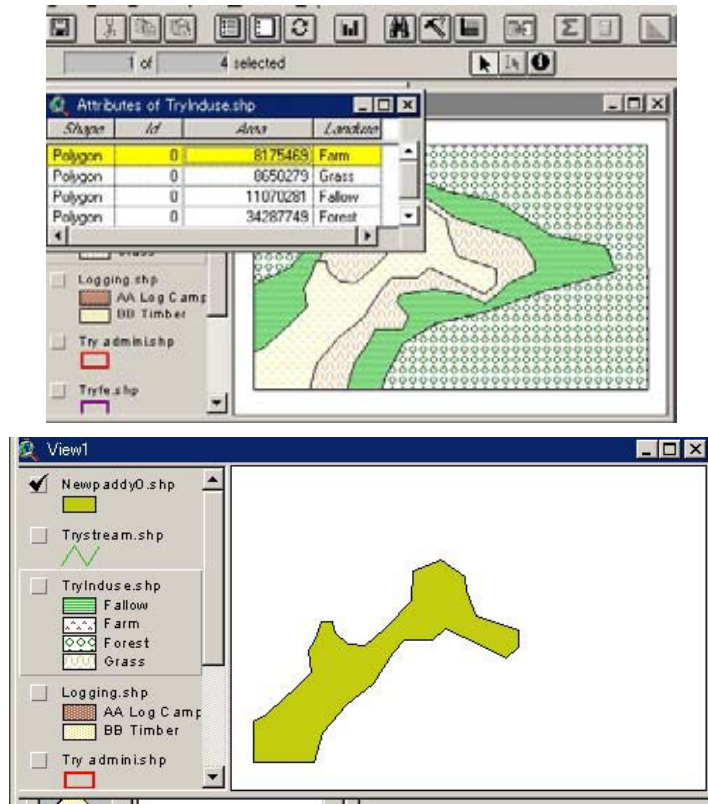 1 of 4 selected
Attributes of TryInduse.shp
Shape Id Area Landuse
Polygon 0 8175469 Farm
Polygon 0 8650279 Grass
Polygon 0 11070281 Fallow
Polygon 0 34287749 Forest
Grass
Logging.shp
AA Log Camp
BB Timber
Try admini.shp
Tryfe.shp
View1
Newpaddy0.shp
Trystream.shp
TryInduse.shp
Fallow
Farm
Forest
Grass
Logging.shp
AA Log Camp
BB Timber
Try admini.shp